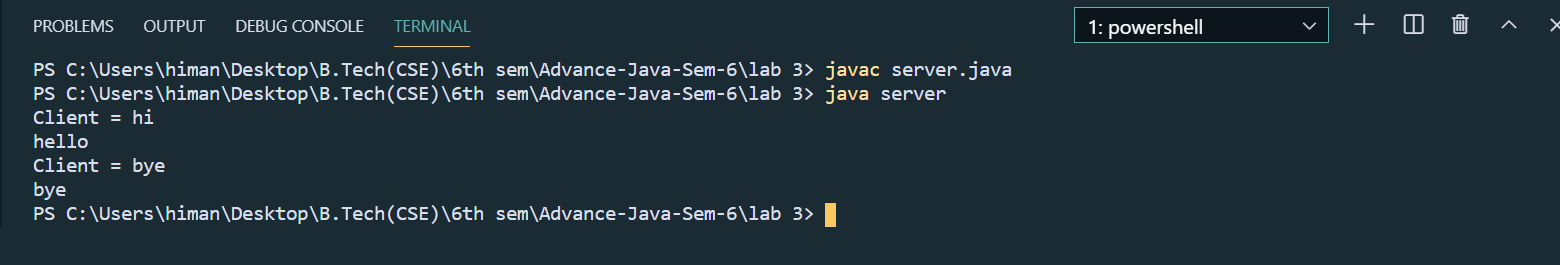 PROBLEMS OUTPUT DEBUG CONSOLE TERMINAL 1: powershell
PS C:\Users\himan\Desktop\B.Tech(CSE)\6th sem\Advance-Java-Sem-6\lab 3> javac server.java
PS C:\Users\himan\Desktop\B.Tech(CSE)\6th sem\Advance-Java-Sem-6\lab 3> java server
Client = hi
hello
Client = bye
bye
PS C:\Users\himan\Desktop\B.Tech(CSE)\6th sem\Advance-Java-Sem-6\lab 3>